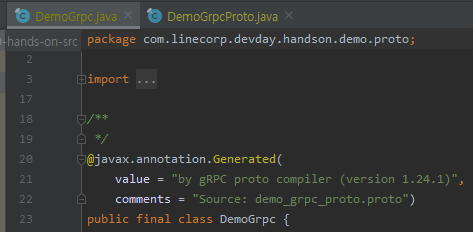 DemoGrpc.java
DemoGrpcProto.java
-hands-on-src
package com.linecorp.devday.handson.demo.proto;
2
3 import ...
17
18 /**
19 */
20 @javax.annotation.Generated(
21 value = "by gRPC proto compiler (version 1.24.1)",
22 comments = "Source: demo_grpc_proto.proto")
23 public final class DemoGrpc {